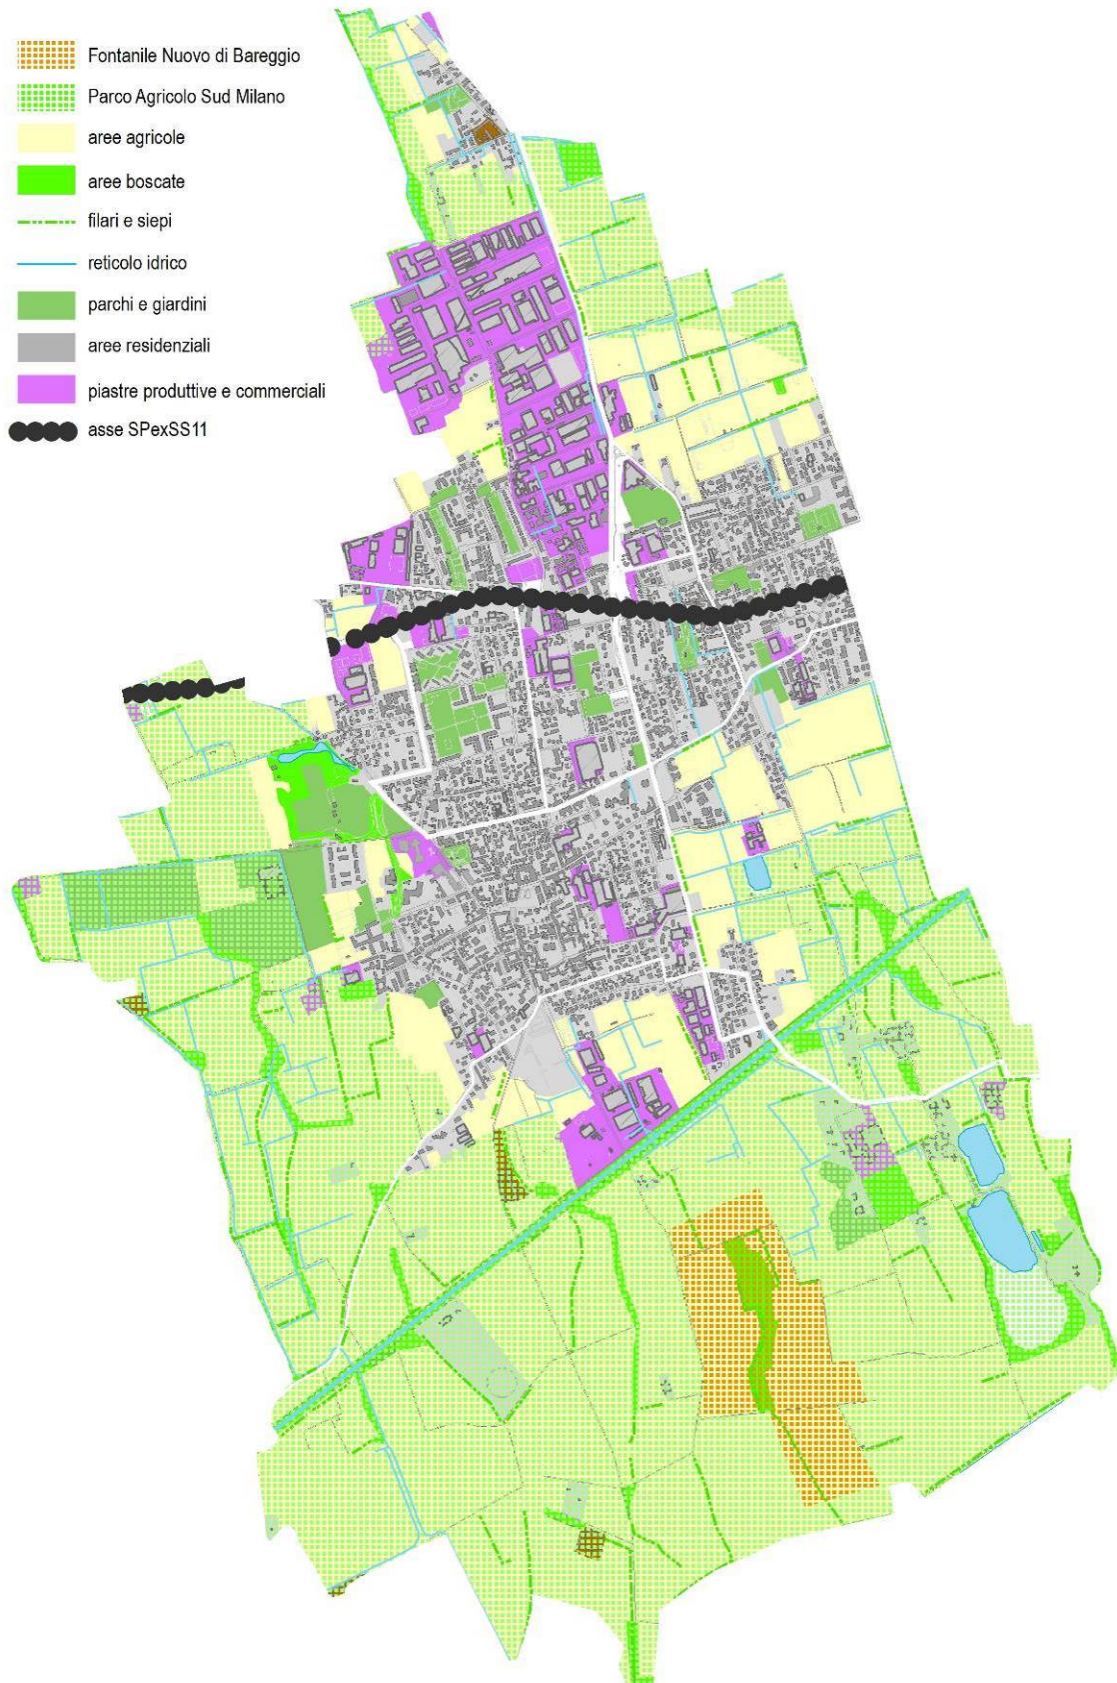 Fontanile Nuovo di Bareggio
Parco Agricolo Sud Milano
aree agricole
aree boscate
filari e siepi
reticolo idrico
parchi e giardini
aree residenziali
piastre produttive e commerciali
asse SPexSS11